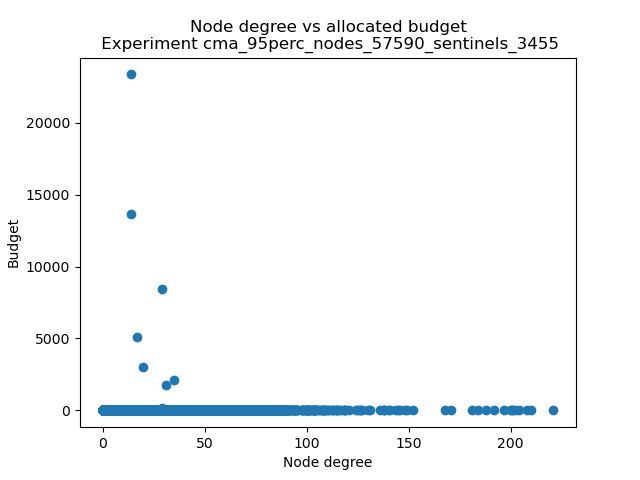 Node degree vs allocated budget
Experiment cma_95perc_nodes_57590_sentinels_3455
Budget
20000
15000
10000
5000
0
0 50 100 150 200
Node degree